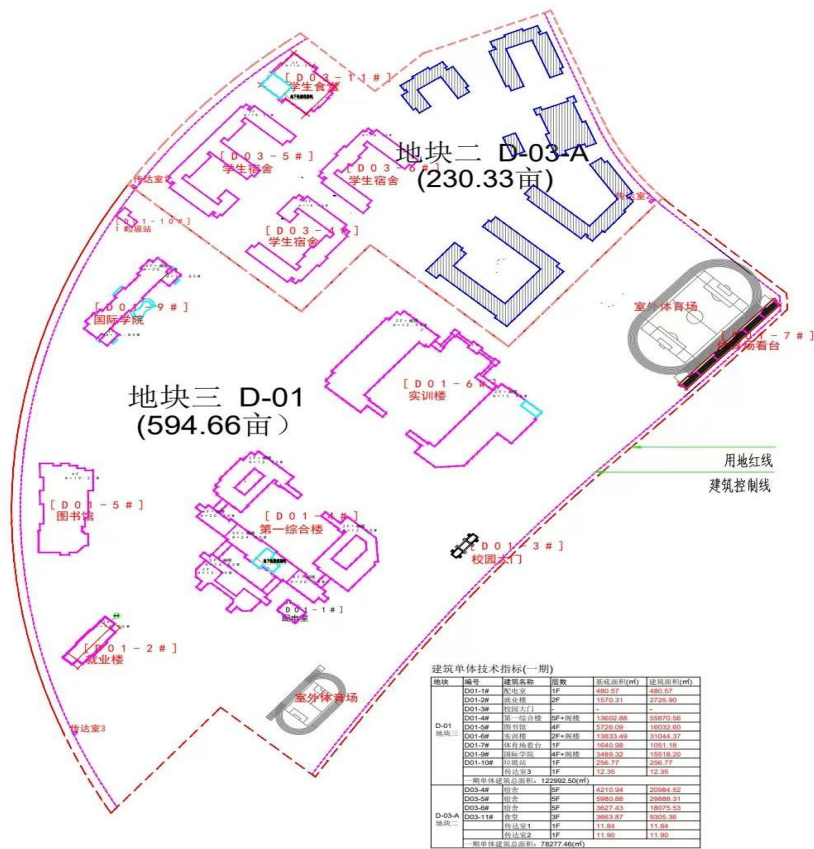 [D03-11#]
学生食堂
[D03-5#]
学生宿舍
[D03-6#]
学生宿舍
地块二 D-03-A
(230.33亩)
传达室
传达室
[D01-10#]
垃圾站
[D03-4#]
学生宿舍
[D01-9#]
国际学院
室外体育场
[D01-7#]
体育场看台
地块三 D-01
(594.66亩)
[D01-6#]
实训楼
用地红线
建筑控制线
[D01-5#]
图书馆
[D01-4#]
第一综合楼
[D01-3#]
校园大门
[D01-1#]
配电室
[D01-2#]
就业楼
室外体育场
传达室3
建筑单体技术指标(一期)
地块 编号 建筑名称 层数 基底面积(㎡) 建筑面积(㎡)
D-01 地块三
D01-1# 配电室 1F 480.57 480.57
D01-2# 就业楼 2F 1570.31 2725.90
D01-3# 校园大门 - - -
D01-4# 第一综合楼 5F+阁楼 13602.88 55870.56
D01-5# 图书馆 4F 5726.09 16032.60
D01-6# 实训楼 2F+阁楼 13833.49 31044.37
D01-7# 体育场看台 1F 1640.98 1051.18
D01-9# 国际学院 4F+阁楼 3489.32 15518.20
D01-10# 垃圾站 1F 256.77 256.77
传达室3 1F 12.35 12.35
一期单体建筑总面积：122992.50(㎡)
D-03-A 地块二
D03-4# 宿舍 5F 4210.94 20984.52
D03-5# 宿舍 5F 5980.88 29888.31
D03-6# 宿舍 5F 3627.43 18075.53
D03-11# 食堂 3F 3663.87 9305.36
传达室1 1F 11.84 11.84
传达室2 1F 11.90 11.90
一期单体建筑总面积：78277.46(㎡)